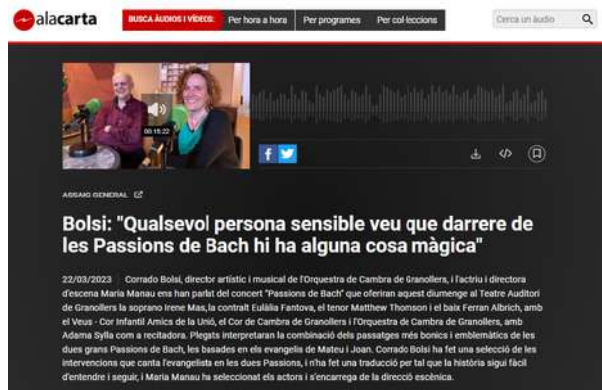 alacarta
BUSCA ÀUDIOS I VÍDEOS:
Per hora a hora
Per programes
Per col·leccions
Cerca un àudio
00:15:22
ASSAIG GENERAL
Bolsi: "Qualsevol persona sensible veu que darrere de
les Passions de Bach hi ha alguna cosa màgica"
22/03/2023 Corrado Bolsi, director artístic i musical de l'Orquestra de Cambra de Granollers, i l'actriu i directora
d'escena Maria Manau ens han parlat del concert "Passions de Bach" que oferiran aquest diumenge al Teatre Auditori
de Granollers la soprano Irene Mas, la contralt Eulàlia Fantova, el tenor Matthew Thomson i el baix Ferran Albrich, amb
el Veus - Cor Infantil Amics de la Unió, el Cor de Cambra de Granollers i l'Orquestra de Cambra de Granollers, amb
Adama Sylla com a recitadora. Plegats interpretaran la combinació dels passatges més bonics i emblemàtics de les
dues grans Passions de Bach, les basades en els evangelis de Mateu i Joan. Corrado Bolsi ha fet una selecció de les
intervencions que canta l'evangelista en les dues Passions, i n'ha fet una traducció per tal que la història sigui fàcil
d'entendre i seguir, i Maria Manau ha seleccionat els actors i s'encarrega de la direcció escènica.